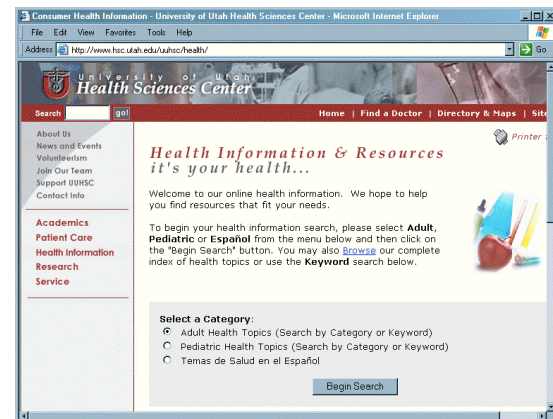 Consumer Health Information - University of Utah Health Sciences Center - Microsoft Internet Explorer
File Edit View Favorites Tools Help
Address http://www.hsc.utah.edu/uuhsc/health/ Go
University of Utah
Health Sciences Center
Search go! Home | Find a Doctor | Directory & Maps | Site
About Us
News and Events
Volunteerism
Join Our Team
Support UUHSC
Contact Info
Academics
Patient Care
Health Information
Research
Service
Printer
Health Information & Resources
it's your health...
Welcome to our online health information. We hope to help
you find resources that fit your needs.
To begin your health information search, please select Adult,
Pediatric or Español from the menu below and then click on
the "Begin Search" button. You may also Browse our complete
index of health topics or use the Keyword search below.
Select a Category:
Adult Health Topics (Search by Category or Keyword)
Pediatric Health Topics (Search by Category or Keyword)
Temas de Salud en el Español
Begin Search